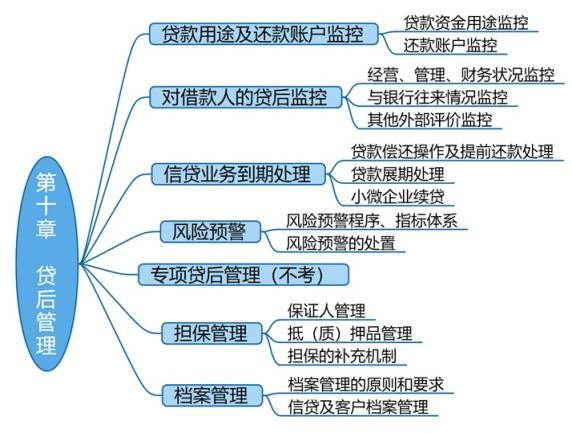 第十章 贷后管理
贷款用途及还款账户监控
贷款资金用途监控
还款账户监控
对借款人的贷后监控
经营、管理、财务状况监控
与银行往来情况监控
其他外部评价监控
信贷业务到期处理
贷款偿还操作及提前还款处理
贷款展期处理
小微企业续贷
风险预警
风险预警程序、指标体系
风险预警的处置
专项贷后管理（不考）
担保管理
保证人管理
抵（质）押品管理
担保的补充机制
档案管理
档案管理的原则和要求
信贷及客户档案管理